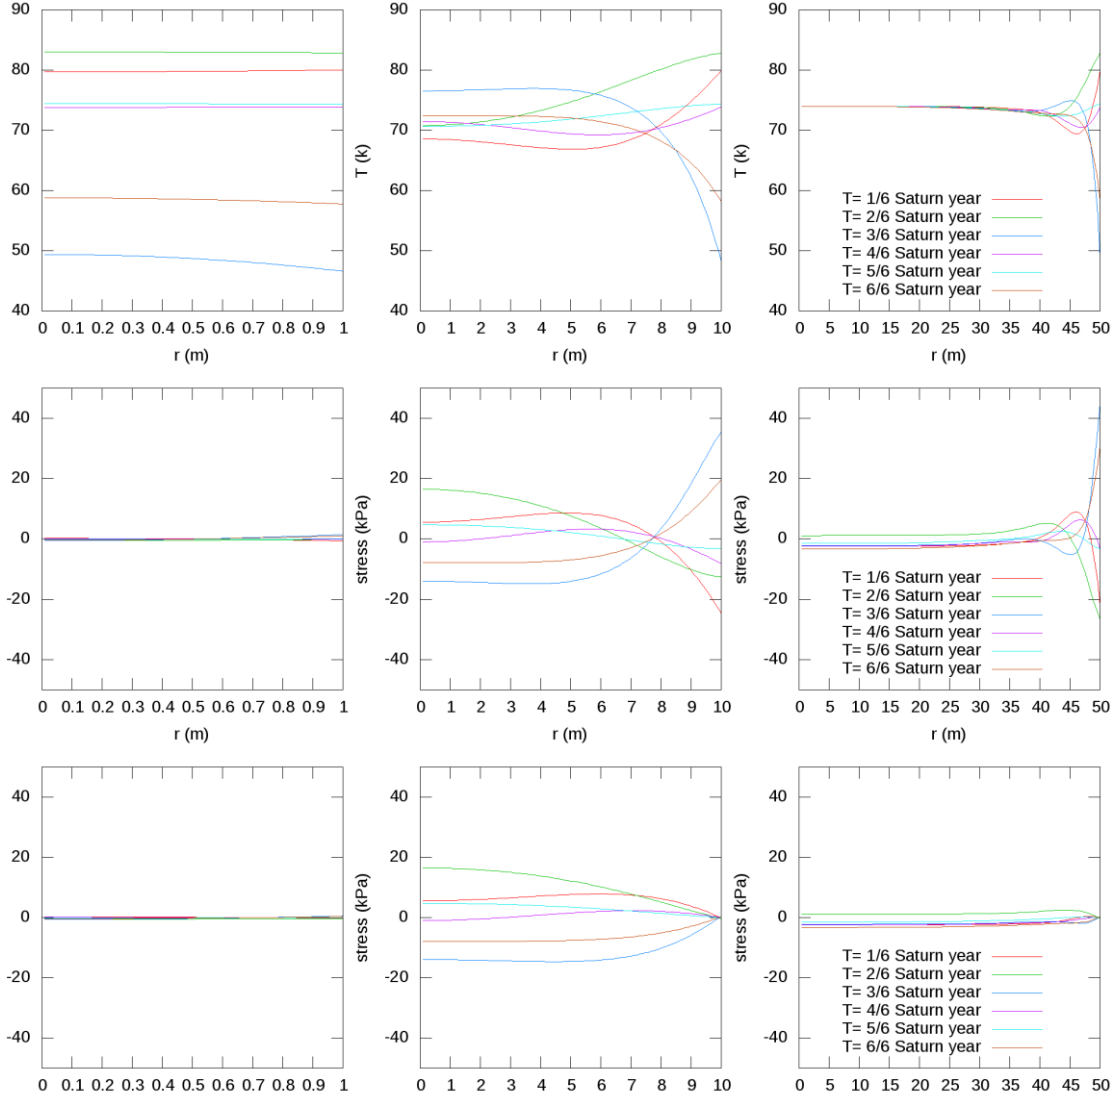 90
80
70
60
50
40
0 0.1 0.2 0.3 0.4 0.5 0.6 0.7 0.8 0.9 1
r (m)
T (k)
90
80
70
60
50
40
0 1 2 3 4 5 6 7 8 9 10
r (m)
T (k)
90
80
70
60
50
40
T= 1/6 Saturn year
T= 2/6 Saturn year
T= 3/6 Saturn year
T= 4/6 Saturn year
T= 5/6 Saturn year
T= 6/6 Saturn year
0 5 10 15 20 25 30 35 40 45 50
r (m)
40
20
0
-20
-40
0 0.1 0.2 0.3 0.4 0.5 0.6 0.7 0.8 0.9 1
r (m)
stress (kPa)
40
20
0
-20
-40
0 1 2 3 4 5 6 7 8 9 10
r (m)
stress (kPa)
40
20
0
-20
-40
T= 1/6 Saturn year
T= 2/6 Saturn year
T= 3/6 Saturn year
T= 4/6 Saturn year
T= 5/6 Saturn year
T= 6/6 Saturn year
0 5 10 15 20 25 30 35 40 45 50
r (m)
40
20
0
-20
-40
0 0.1 0.2 0.3 0.4 0.5 0.6 0.7 0.8 0.9 1
stress (kPa)
40
20
0
-20
-40
0 1 2 3 4 5 6 7 8 9 10
stress (kPa)
40
20
0
-20
-40
T= 1/6 Saturn year
T= 2/6 Saturn year
T= 3/6 Saturn year
T= 4/6 Saturn year
T= 5/6 Saturn year
T= 6/6 Saturn year
0 5 10 15 20 25 30 35 40 45 50